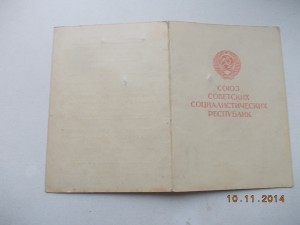 СОЮЗ
СОВЕТСКИХ
СОЦИАЛИСТИЧЕСКИХ
РЕСПУБЛИК
10.11.2014